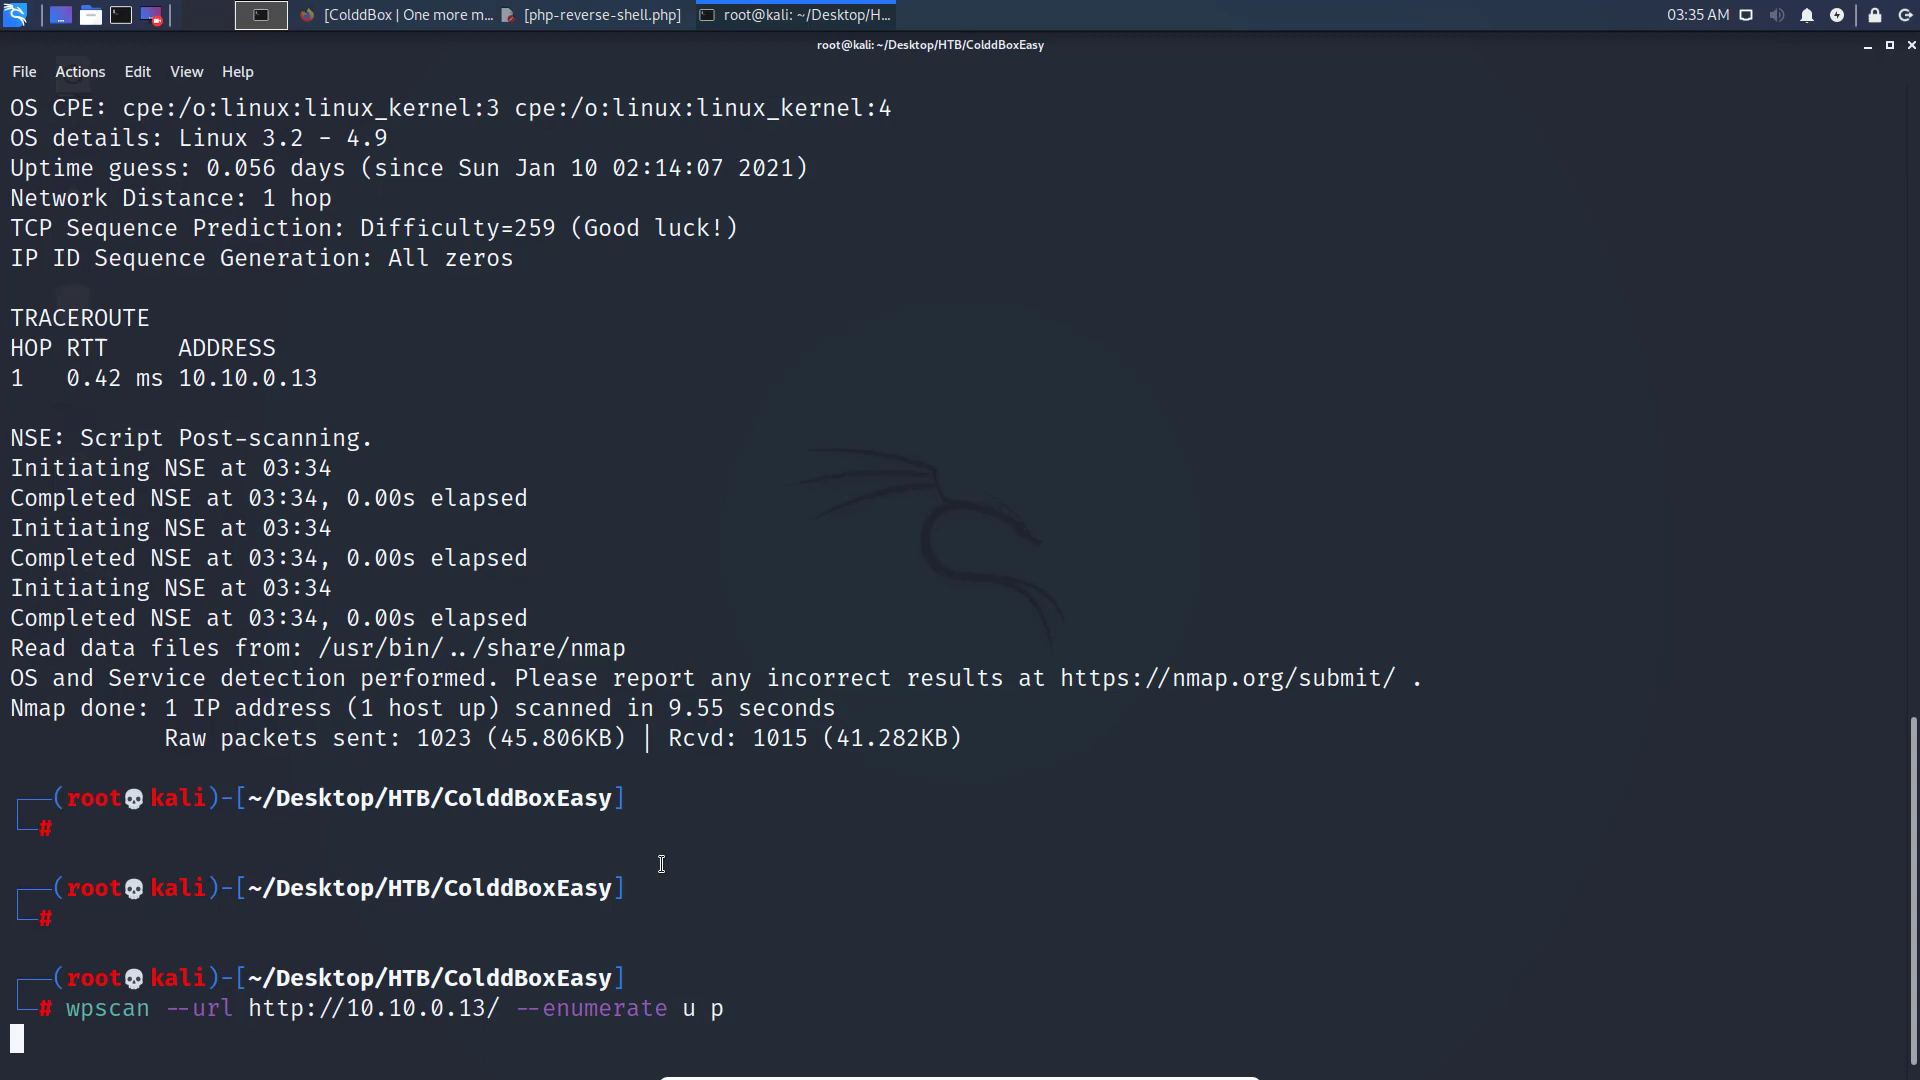 [ColddBox | One more m... [php-reverse-shell.php] root@kali: ~/Desktop/H... 03:35 AM
root@kali: ~/Desktop/HTB/ColddBoxEasy
File Actions Edit View Help
OS CPE: cpe:/o:linux:linux_kernel:3 cpe:/o:linux:linux_kernel:4
OS details: Linux 3.2 - 4.9
Uptime guess: 0.056 days (since Sun Jan 10 02:14:07 2021)
Network Distance: 1 hop
TCP Sequence Prediction: Difficulty=259 (Good luck!)
IP ID Sequence Generation: All zeros
TRACEROUTE
HOP RTT     ADDRESS
1   0.42 ms 10.10.0.13
NSE: Script Post-scanning.
Initiating NSE at 03:34
Completed NSE at 03:34, 0.00s elapsed
Initiating NSE at 03:34
Completed NSE at 03:34, 0.00s elapsed
Initiating NSE at 03:34
Completed NSE at 03:34, 0.00s elapsed
Read data files from: /usr/bin/../share/nmap
OS and Service detection performed. Please report any incorrect results at https://nmap.org/submit/ .
Nmap done: 1 IP address (1 host up) scanned in 9.55 seconds
Raw packets sent: 1023 (45.806KB) | Rcvd: 1015 (41.282KB)
┌──(root💀kali)-[~/Desktop/HTB/ColddBoxEasy]
└─#
┌──(root💀kali)-[~/Desktop/HTB/ColddBoxEasy]
└─#
┌──(root💀kali)-[~/Desktop/HTB/ColddBoxEasy]
└─# wpscan --url http://10.10.0.13/ --enumerate u p